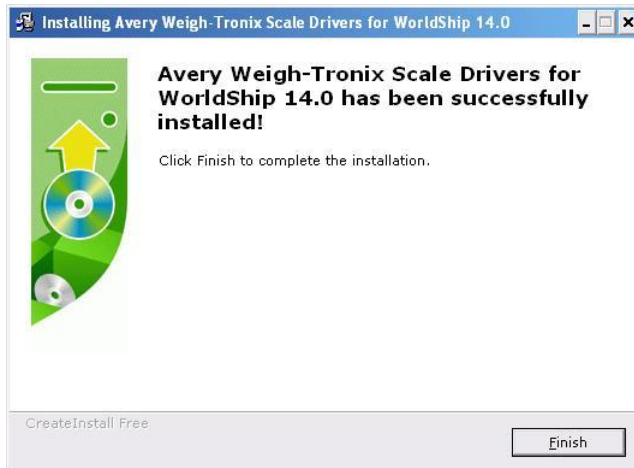 Installing Avery Weigh-Tronix Scale Drivers for WorldShip 14.0
Avery Weigh-Tronix Scale Drivers for
WorldShip 14.0 has been successfully
installed!
Click Finish to complete the installation.
CreateInstall Free
Finish